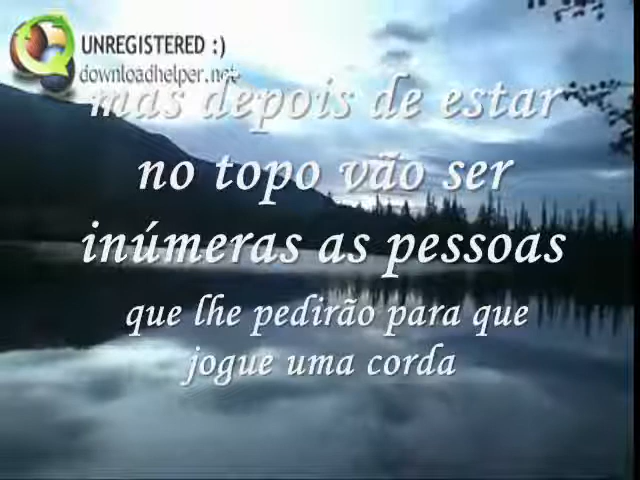 UNREGISTERED :)
downloadhelper.net
mas depois de estar
no topo vão ser
inúmeras as pessoas
que lhe pedirão para que
jogue uma corda